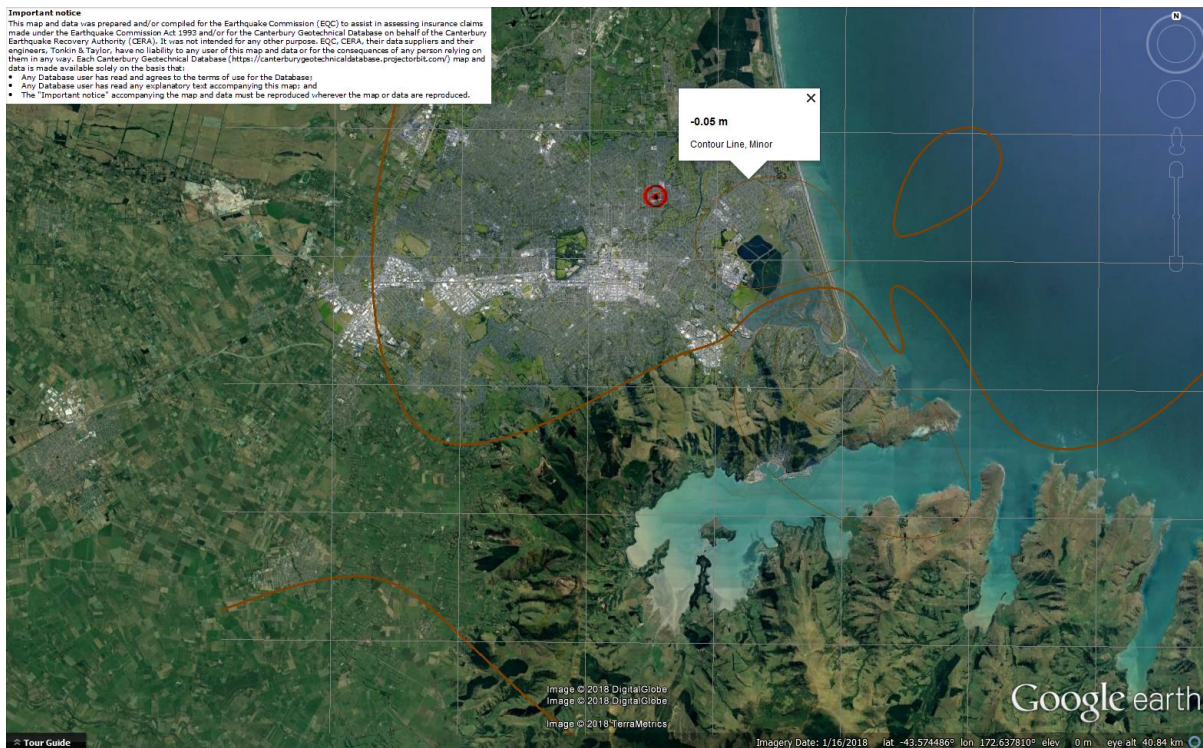 Important notice
This map and data was prepared and/or compiled for the Earthquake Commission (EQC) to assist in assessing insurance claims
made under the Earthquake Commission Act 1993 and/or for the Canterbury Geotechnical Database on behalf of the Canterbury
Earthquake Recovery Authority (CERA). It was not intended for any other purpose. EQC, CERA, their data suppliers and their
engineers, Tonkin & Taylor, have no liability to any user of this map and data or for the consequences of any person relying on
them in any way. Each Canterbury Geotechnical Database (https://canterburygeotechnicaldatabase.projectorbit.com/) map and
data is made available solely on the basis that:
• Any Database user has read and agrees to the terms of use for the Database;
• Any Database user has read any explanatory text accompanying this map; and
• The "Important notice" accompanying the map and data must be reproduced wherever the map or data are reproduced.
N
-0.05 m
Contour Line, Minor
Image © 2018 DigitalGlobe
Image © 2018 DigitalGlobe
Image © 2018 TerraMetrics
Google earth
Tour Guide
Imagery Date: 1/16/2018 lat -43.574486° lon 172.637810° elev 0 m eye alt 40.84 km